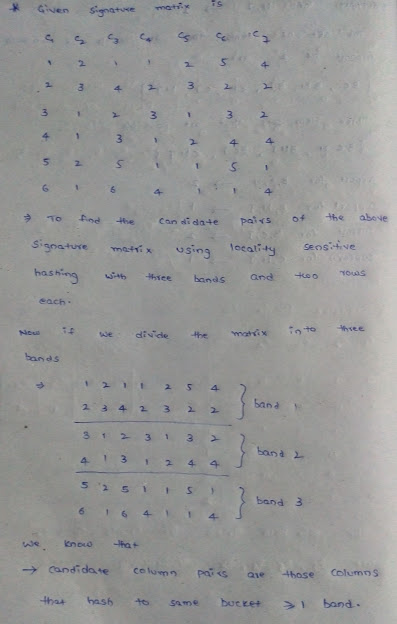 * Given signature matrix is
C1 C2 C3 C4 C5 C6 C7
1 2 1 1 2 5 4
2 3 4 2 3 2 2
3 1 2 3 1 3 2
4 1 3 1 2 4 4
5 2 5 1 1 5 1
6 1 6 4 1 1 4
⇒ To find the candidate pairs of the above
signature matrix using locality sensitive
hashing with three bands and two rows
each.
Now if we divide the matrix into three
bands
⇒ 1 2 1 1 2 5 4
2 3 4 2 3 2 2 } band 1
3 1 2 3 1 3 2
4 1 3 1 2 4 4 } band 2
5 2 5 1 1 5 1
6 1 6 4 1 1 4 } band 3
we know that
→ candidate column pairs are those columns
that hash to same bucket ⩾ 1 band.